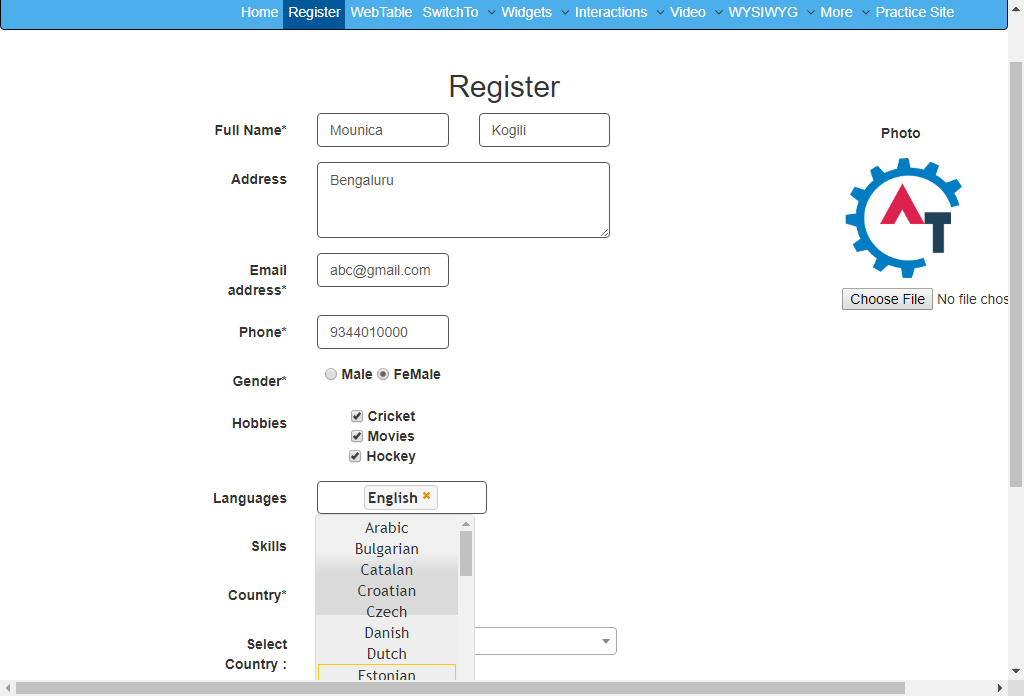 Home Register WebTable SwitchTo Widgets Interactions Video WYSIWYG More Practice Site
Register
Full Name* Mounica Kogili
Photo
Address Bengaluru
AT
Email address* abc@gmail.com
Choose File No file chos
Phone* 9344010000
Gender* Male FeMale
Hobbies Cricket
Movies
Hockey
Languages English
Arabic
Skills
Bulgarian
Catalan
Country*
Croatian
Czech
Danish
Select Country :
Dutch
Estonian